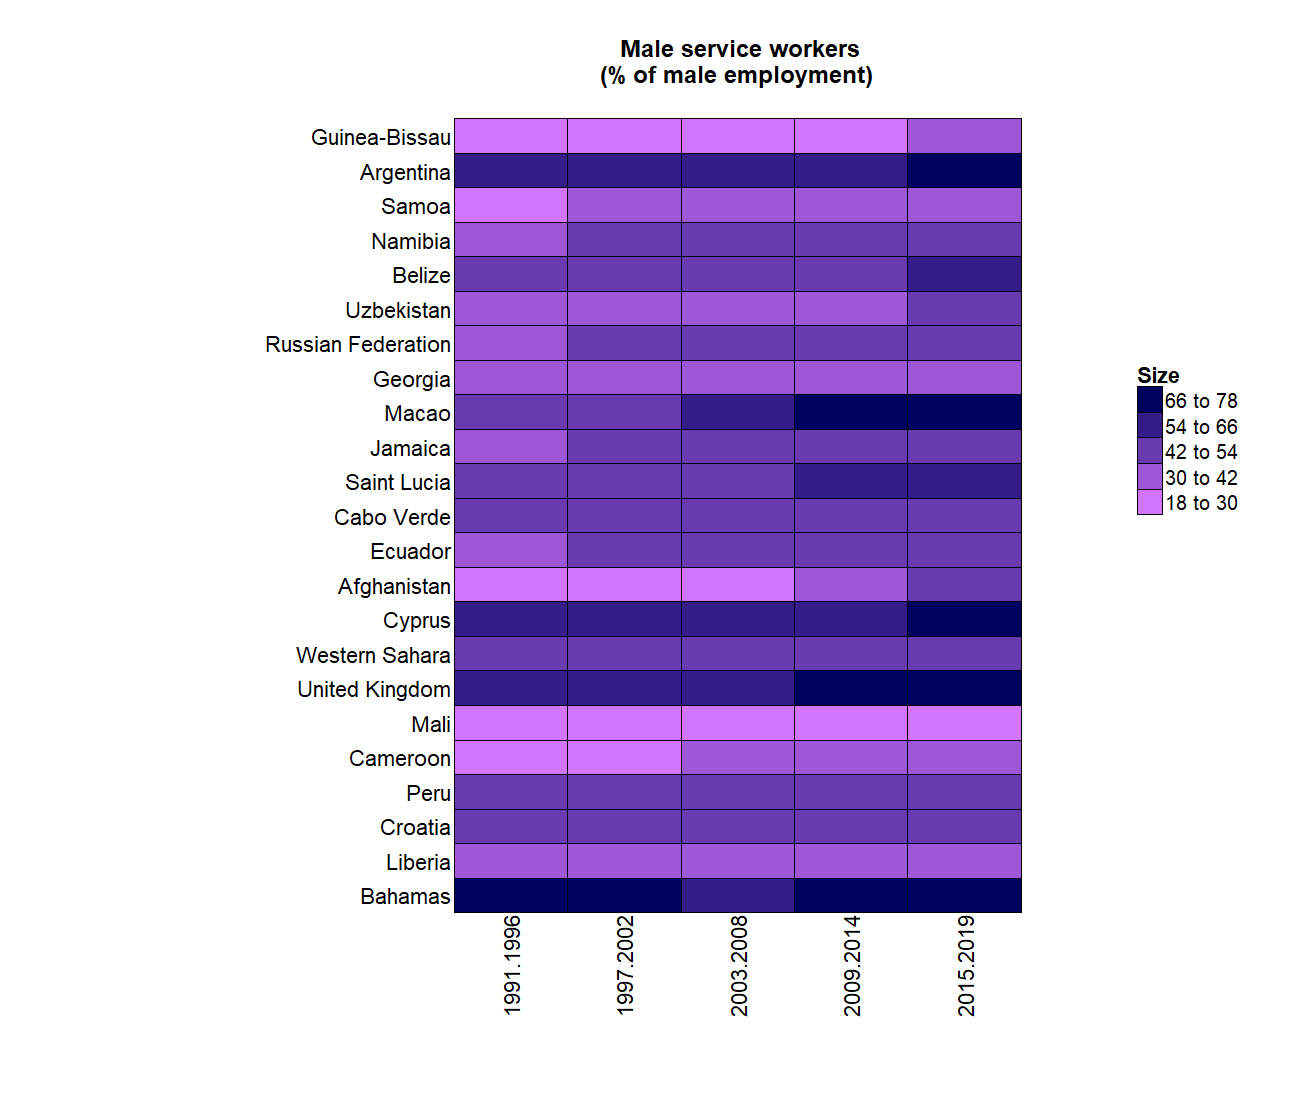 Male service workers
(% of male employment)
Guinea-Bissau
Argentina
Samoa
Namibia
Belize
Uzbekistan
Russian Federation
Georgia
Macao
Jamaica
Saint Lucia
Cabo Verde
Ecuador
Afghanistan
Cyprus
Western Sahara
United Kingdom
Mali
Cameroon
Peru
Croatia
Liberia
Bahamas
1991.1996
1997.2002
2003.2008
2009.2014
2015.2019
Size
66 to 78
54 to 66
42 to 54
30 to 42
18 to 30